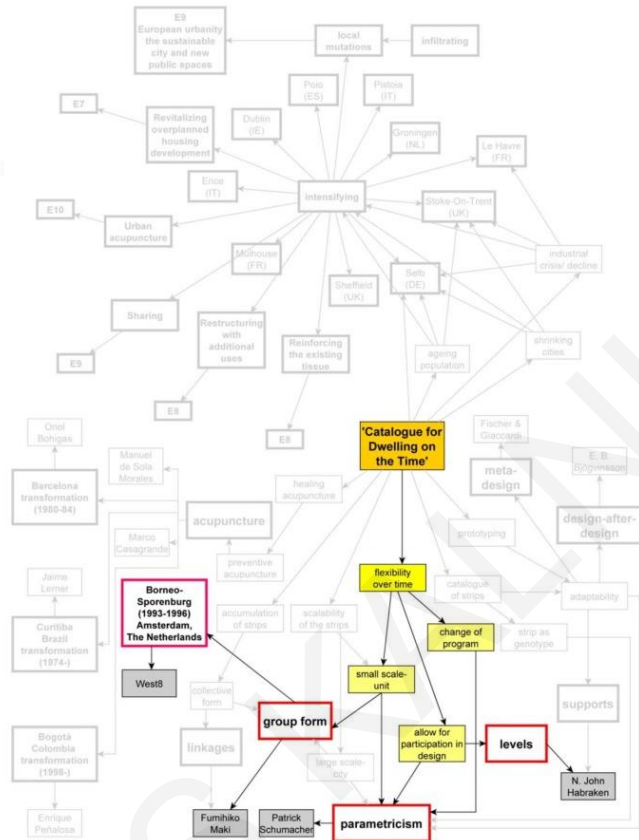 E9
European urbanity
the sustainable
city and new
public spaces
local
mutations
infiltrating
Poio
(ES)
Pistoia
(IT)
E7
Revitalizing
overplanned
housing
development
Dublin
(IE)
Groningen
(NL)
Le Havre
(FR)
Erice
(IT)
intensifying
Stoke-On-Trent
(UK)
E10
Urban
acupuncture
Mulhouse
(FR)
Sheffield
(UK)
Selb
(DE)
industrial
crisis/ decline
Sharing
Restructuring
with
additional
uses
Reinforcing
the existing
tissue
ageing
population
shrinking
cities
E9
E8
E8
Oriol
Bohigas
Manuel
de Sola
Morales
'Catalogue for
Dwelling on
the Time'
Fischer &
Giaccardi
E. B.
Björgvinsson
Barcelona
transformation
(1980-84)
healing
acupuncture
meta-
design
acupuncture
prototyping
design-after-
design
Marco
Casagrande
preventive
acupuncture
flexibility
over time
catalogue
of strips
adaptability
Jaime
Lerner
Borneo-
Sporenburg
(1993-1996)
Amsterdam,
The Netherlands
accumulation
of strips
scalability
of the strips
change of
program
strip as
genotype
Curitiba
Brazil
transformation
(1974-)
West8
collective
form
small scale-
unit
supports
group form
allow for
participation in
design
levels
Bogotà
Colombia
transformation
(1998-)
linkages
large scale-
city
N. John
Habraken
Enrique
Peñalosa
Fumihiko
Maki
Patrick
Schumacher
parametricism